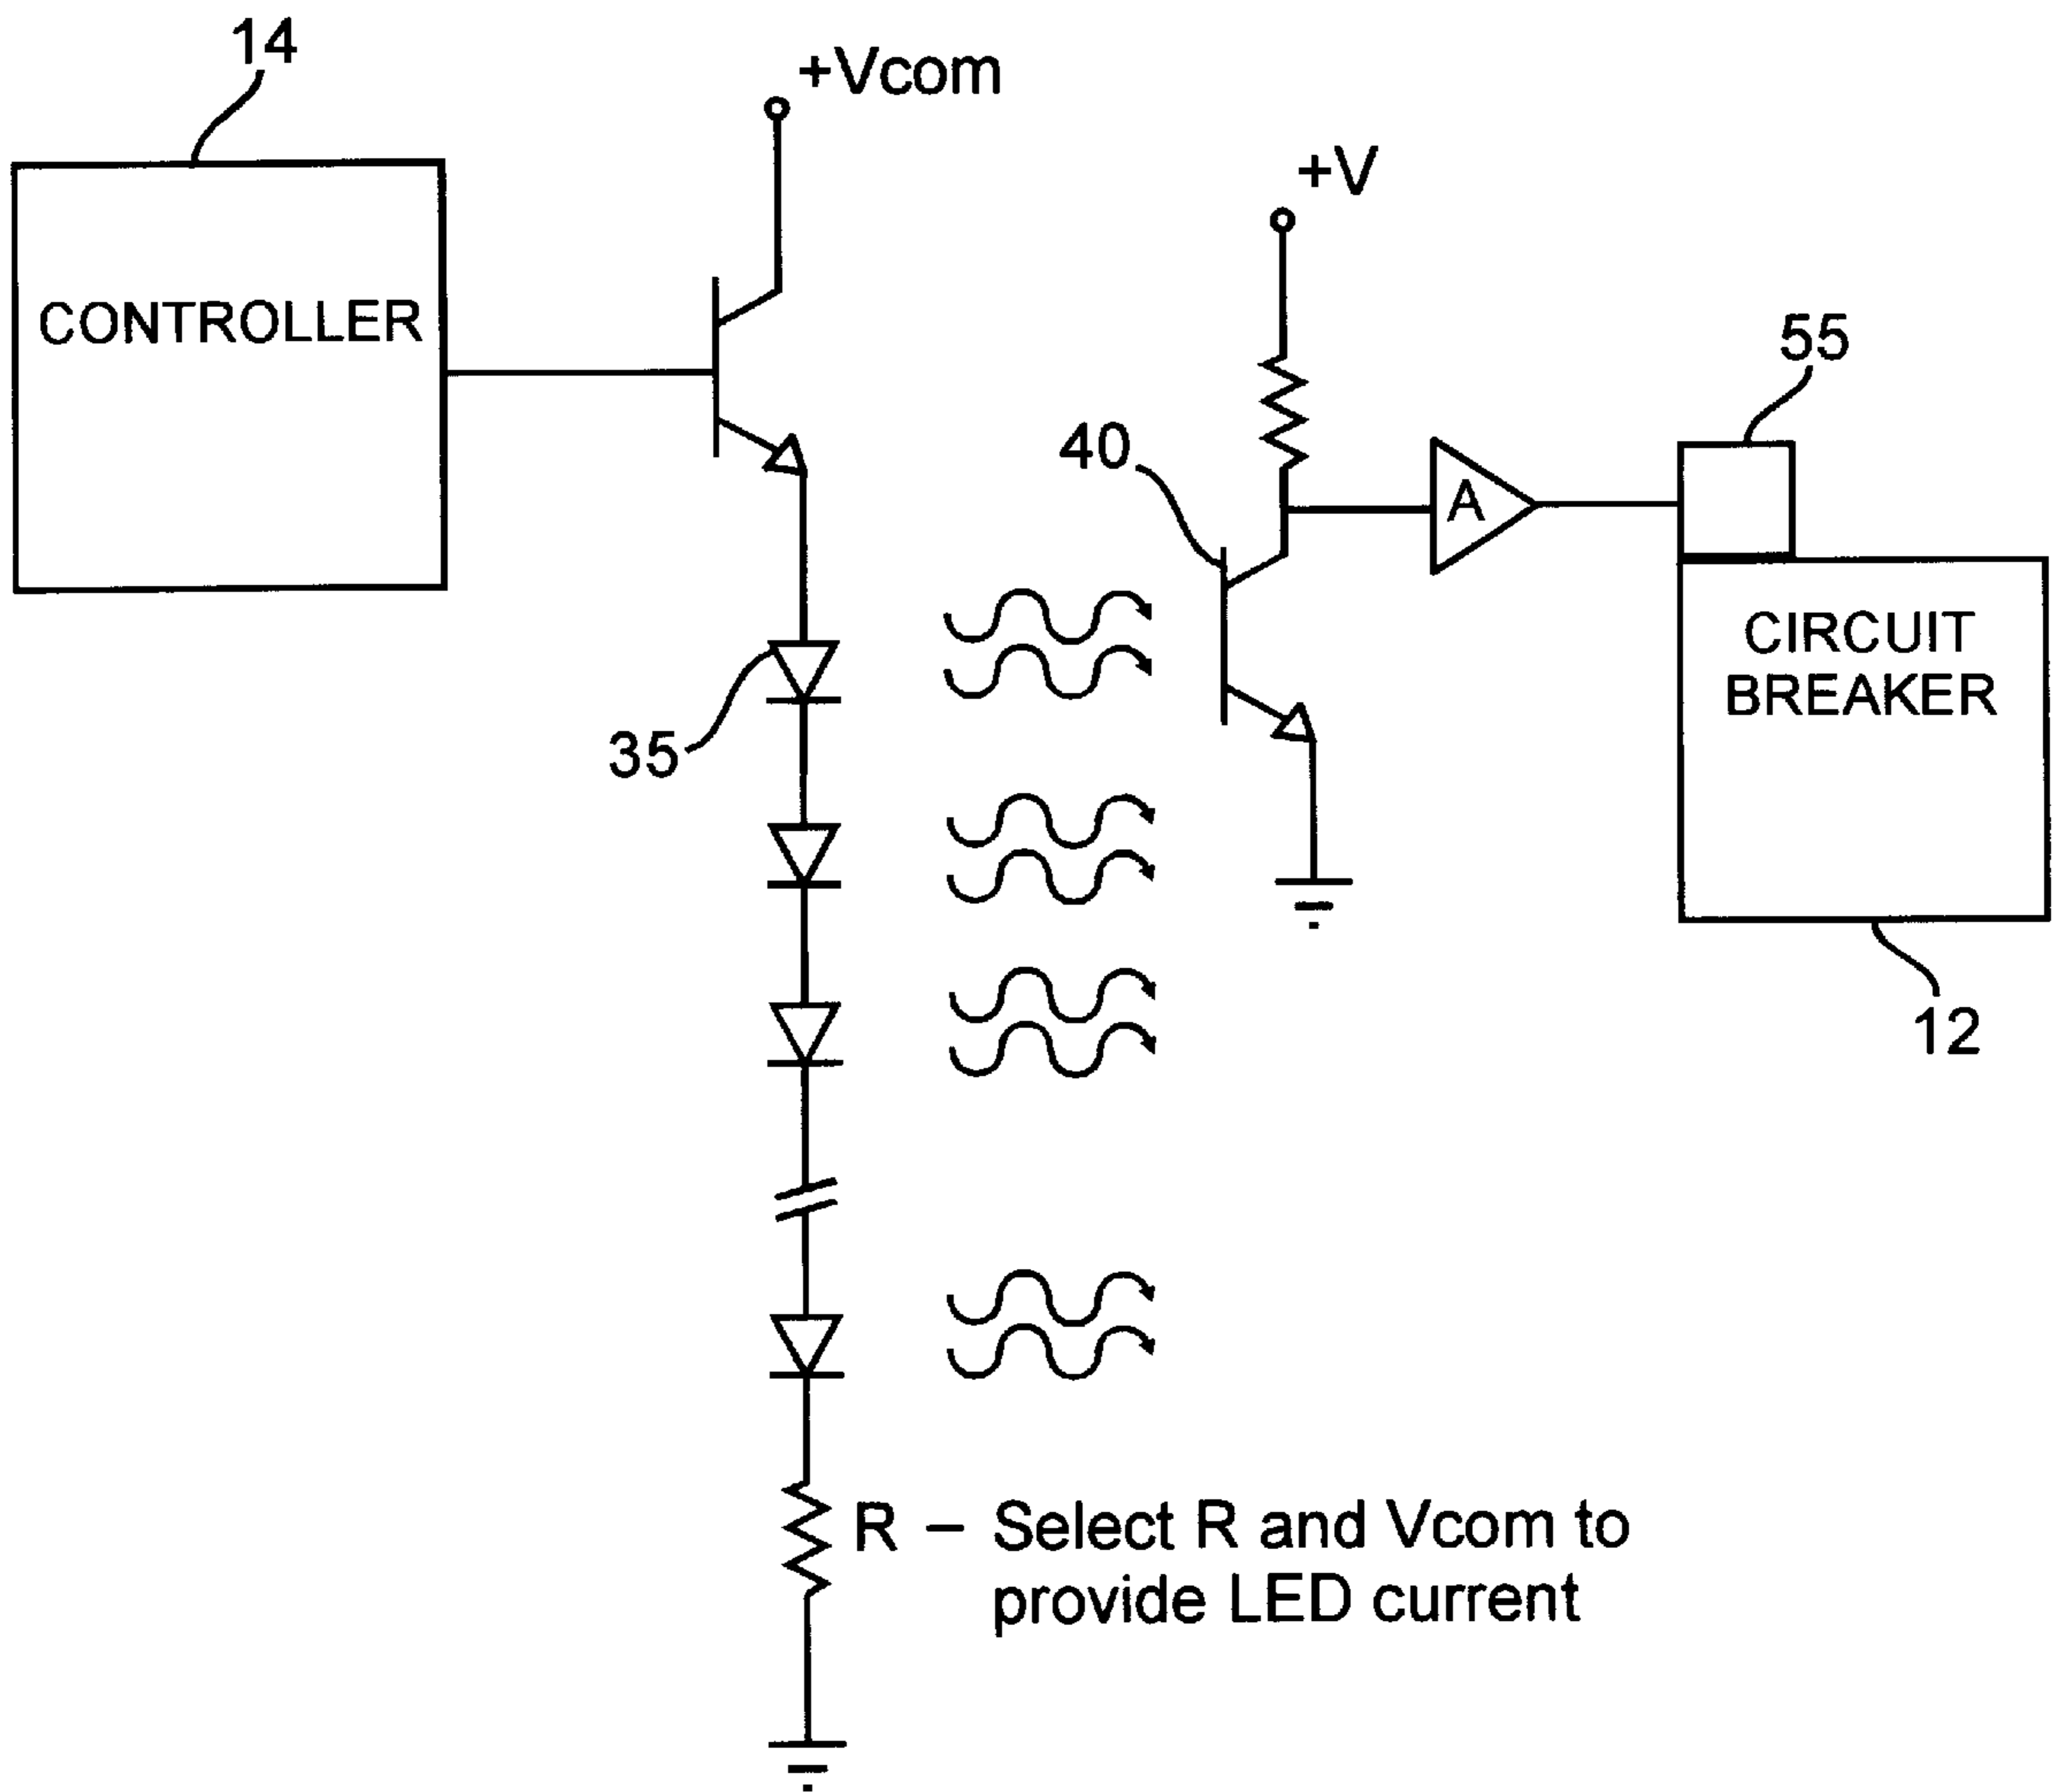 14
+Vcom
+V
CONTROLLER
55
40
A
CIRCUIT
BREAKER
35
12
R – Select R and Vcom to
provide LED current